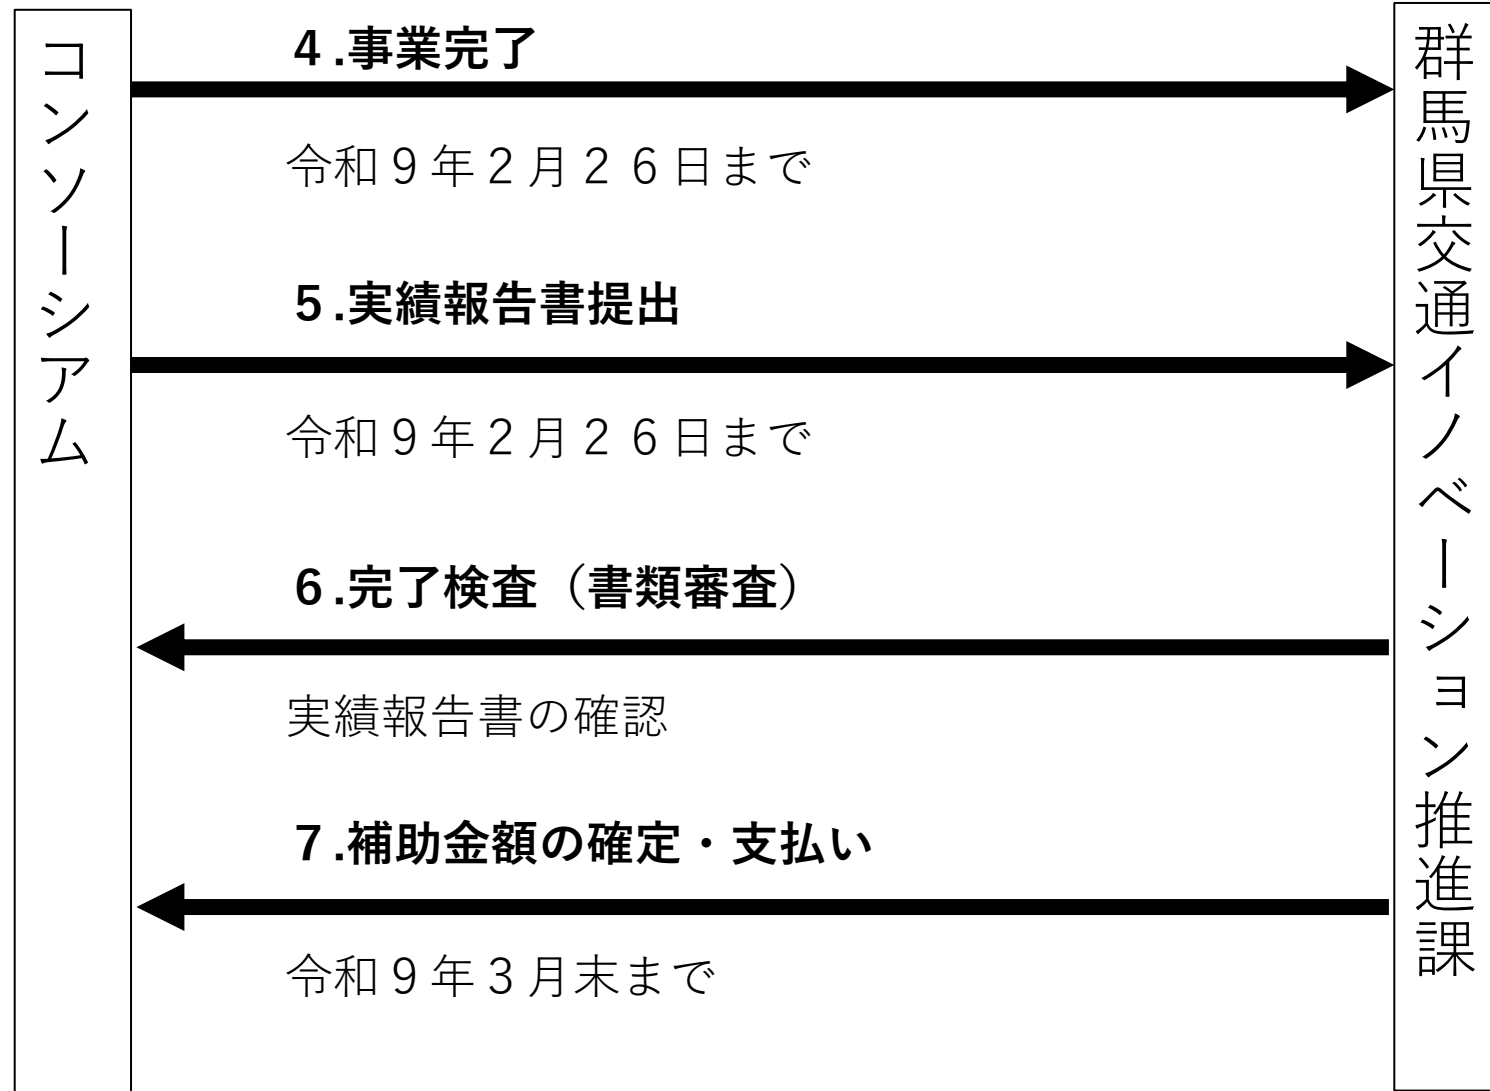 コンソーシアム
４.事業完了
令和９年２月２６日まで
５.実績報告書提出
令和９年２月２６日まで
６.完了検査（書類審査）
実績報告書の確認
７.補助金額の確定・支払い
令和９年３月末まで
群馬県交通イノベーション推進課